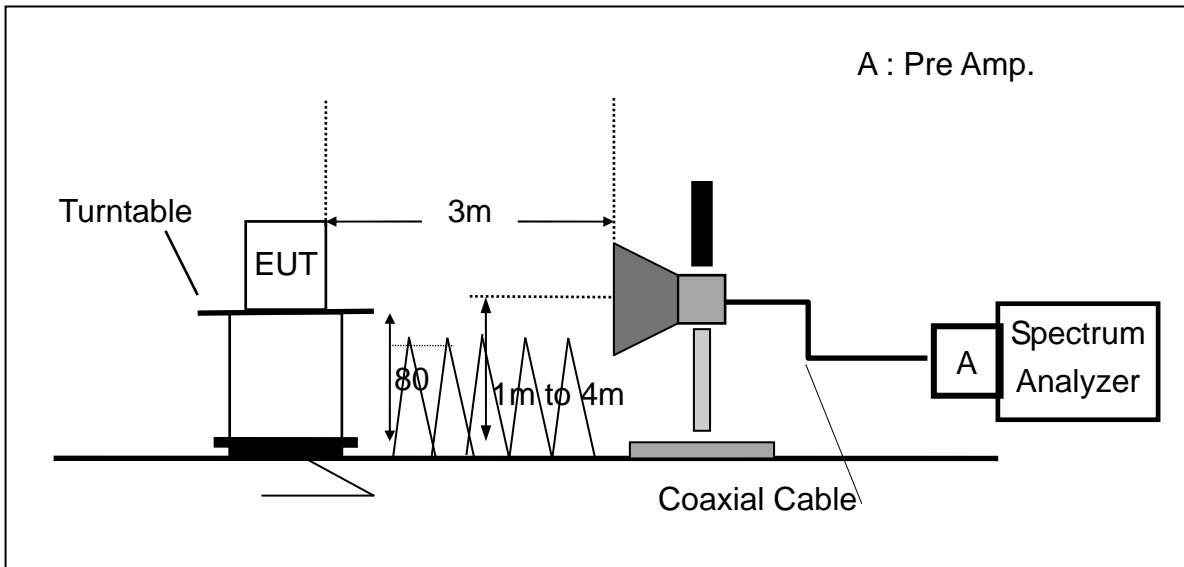 A : Pre Amp.
Turntable
3m
EUT
80
1m to 4m
A
Spectrum
Analyzer
Coaxial Cable